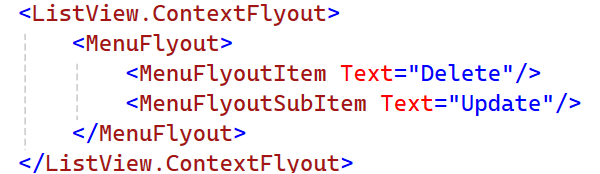 <ListView.ContextFlyout>
    <MenuFlyout>
        <MenuFlyoutItem Text="Delete"/>
        <MenuFlyoutSubItem Text="Update"/>
    </MenuFlyout>
</ListView.ContextFlyout>